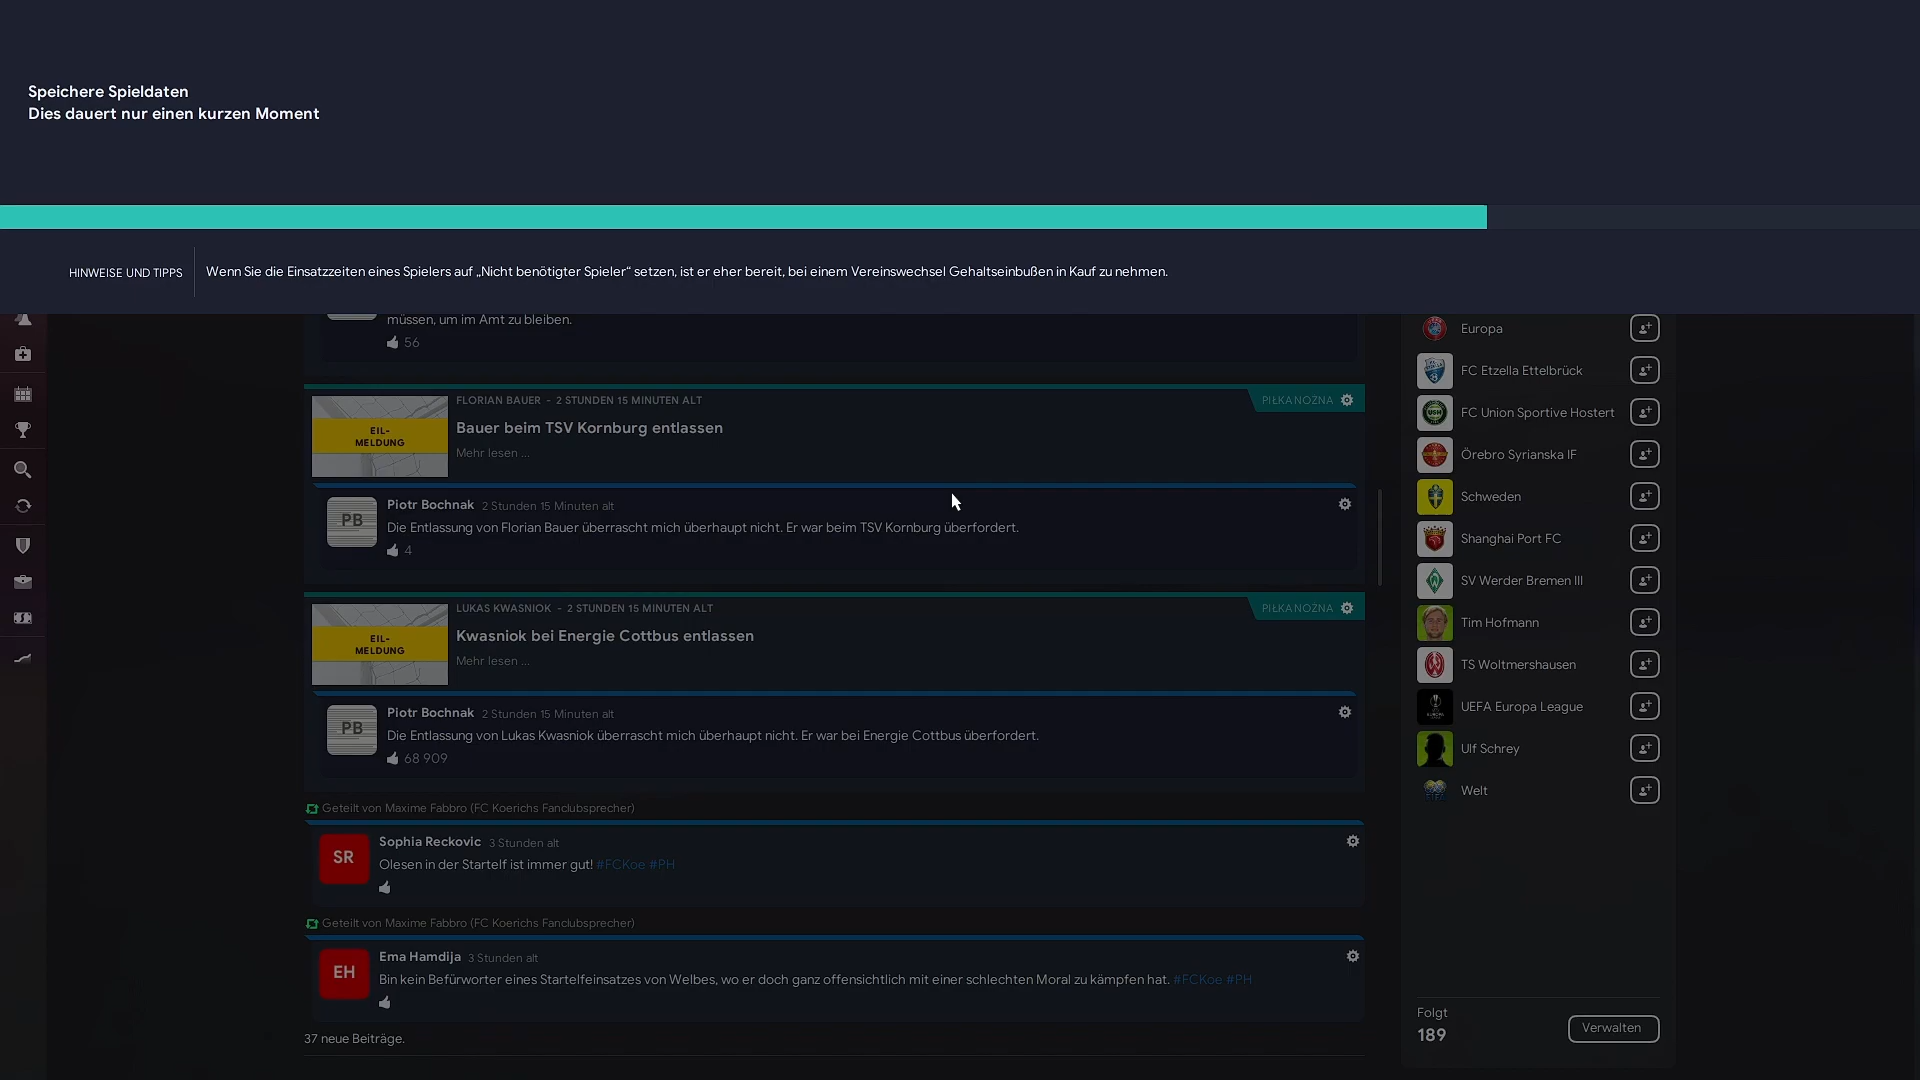 Speichere Spieldaten
Dies dauert nur einen kurzen Moment
HINWEISE UND TIPPS
Wenn Sie die Einsatzzeiten eines Spielers auf „Nicht benötigter Spieler“ setzen, ist er eher bereit, bei einem Vereinswechsel Gehaltseinbußen in Kauf zu nehmen.
müssen, um im Amt zu bleiben.
56
FLORIAN BAUER - 2 STUNDEN 15 MINUTEN ALT
PIŁKA NOŻNA
EIL-
MELDUNG
Bauer beim TSV Kornburg entlassen
Mehr lesen ...
PB
Piotr Bochnak 2 Stunden 15 Minuten alt
Die Entlassung von Florian Bauer überrascht mich überhaupt nicht. Er war beim TSV Kornburg überfordert.
4
LUKAS KWASNIOK - 2 STUNDEN 15 MINUTEN ALT
PIŁKA NOŻNA
EIL-
MELDUNG
Kwasniok bei Energie Cottbus entlassen
Mehr lesen ...
PB
Piotr Bochnak 2 Stunden 15 Minuten alt
Die Entlassung von Lukas Kwasniok überrascht mich überhaupt nicht. Er war bei Energie Cottbus überfordert.
68 909
Geteilt von Maxime Fabbro (FC Koerichs Fanclubsprecher)
SR
Sophia Reckovic 3 Stunden alt
Olesen in der Startelf ist immer gut! #FCKoe #PH
Geteilt von Maxime Fabbro (FC Koerichs Fanclubsprecher)
EH
Ema Hamdija 3 Stunden alt
Bin kein Befürworter eines Startelfeinsatzes von Welbes, wo er doch ganz offensichtlich mit einer schlechten Moral zu kämpfen hat. #FCKoe #PH
37 neue Beiträge.
Europa
FC Etzella Ettelbrück
FC Union Sportive Hostert
Örebro Syrianska IF
Schweden
Shanghai Port FC
SV Werder Bremen III
Tim Hofmann
TS Woltmershausen
UEFA Europa League
Ulf Schrey
Welt
Folgt
189
Verwalten